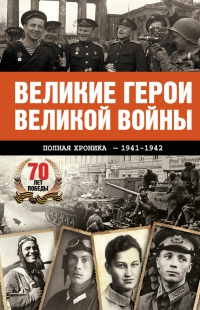 ВЕЛИКИЕ ГЕРОИ
ВЕЛИКОЙ ВОЙНЫ
ПОЛНАЯ ХРОНИКА — 1941–1942
70
ЛЕТ
ПОБЕДЫ